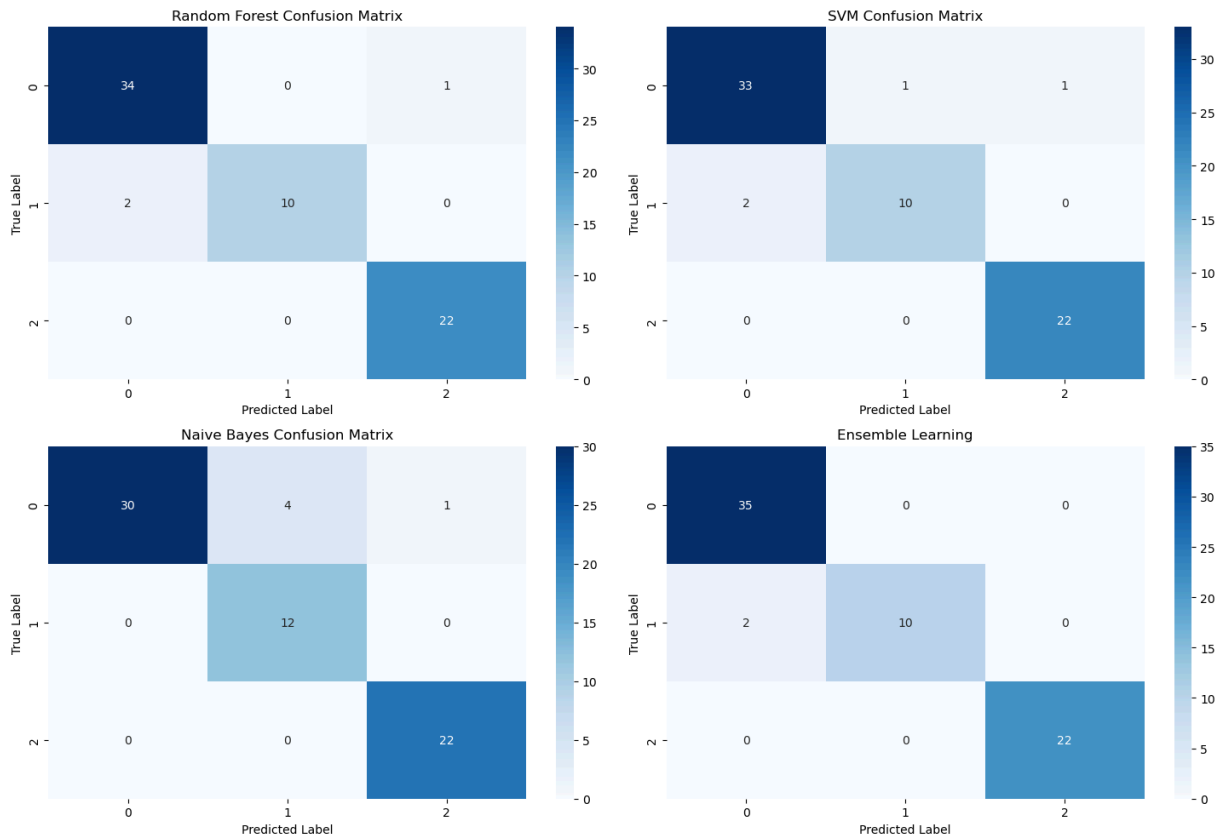 Random Forest Confusion Matrix
0 34 0 1
1 2 10 0
2 0 0 22
0 1 2
True Label
Predicted Label
30
25
20
15
10
5
0
SVM Confusion Matrix
0 33 1 1
1 2 10 0
2 0 0 22
0 1 2
True Label
Predicted Label
30
25
20
15
10
5
0
Naive Bayes Confusion Matrix
0 30 4 1
1 0 12 0
2 0 0 22
0 1 2
True Label
Predicted Label
30
25
20
15
10
5
0
Ensemble Learning
0 35 0 0
1 2 10 0
2 0 0 22
0 1 2
True Label
Predicted Label
35
30
25
20
15
10
5
0